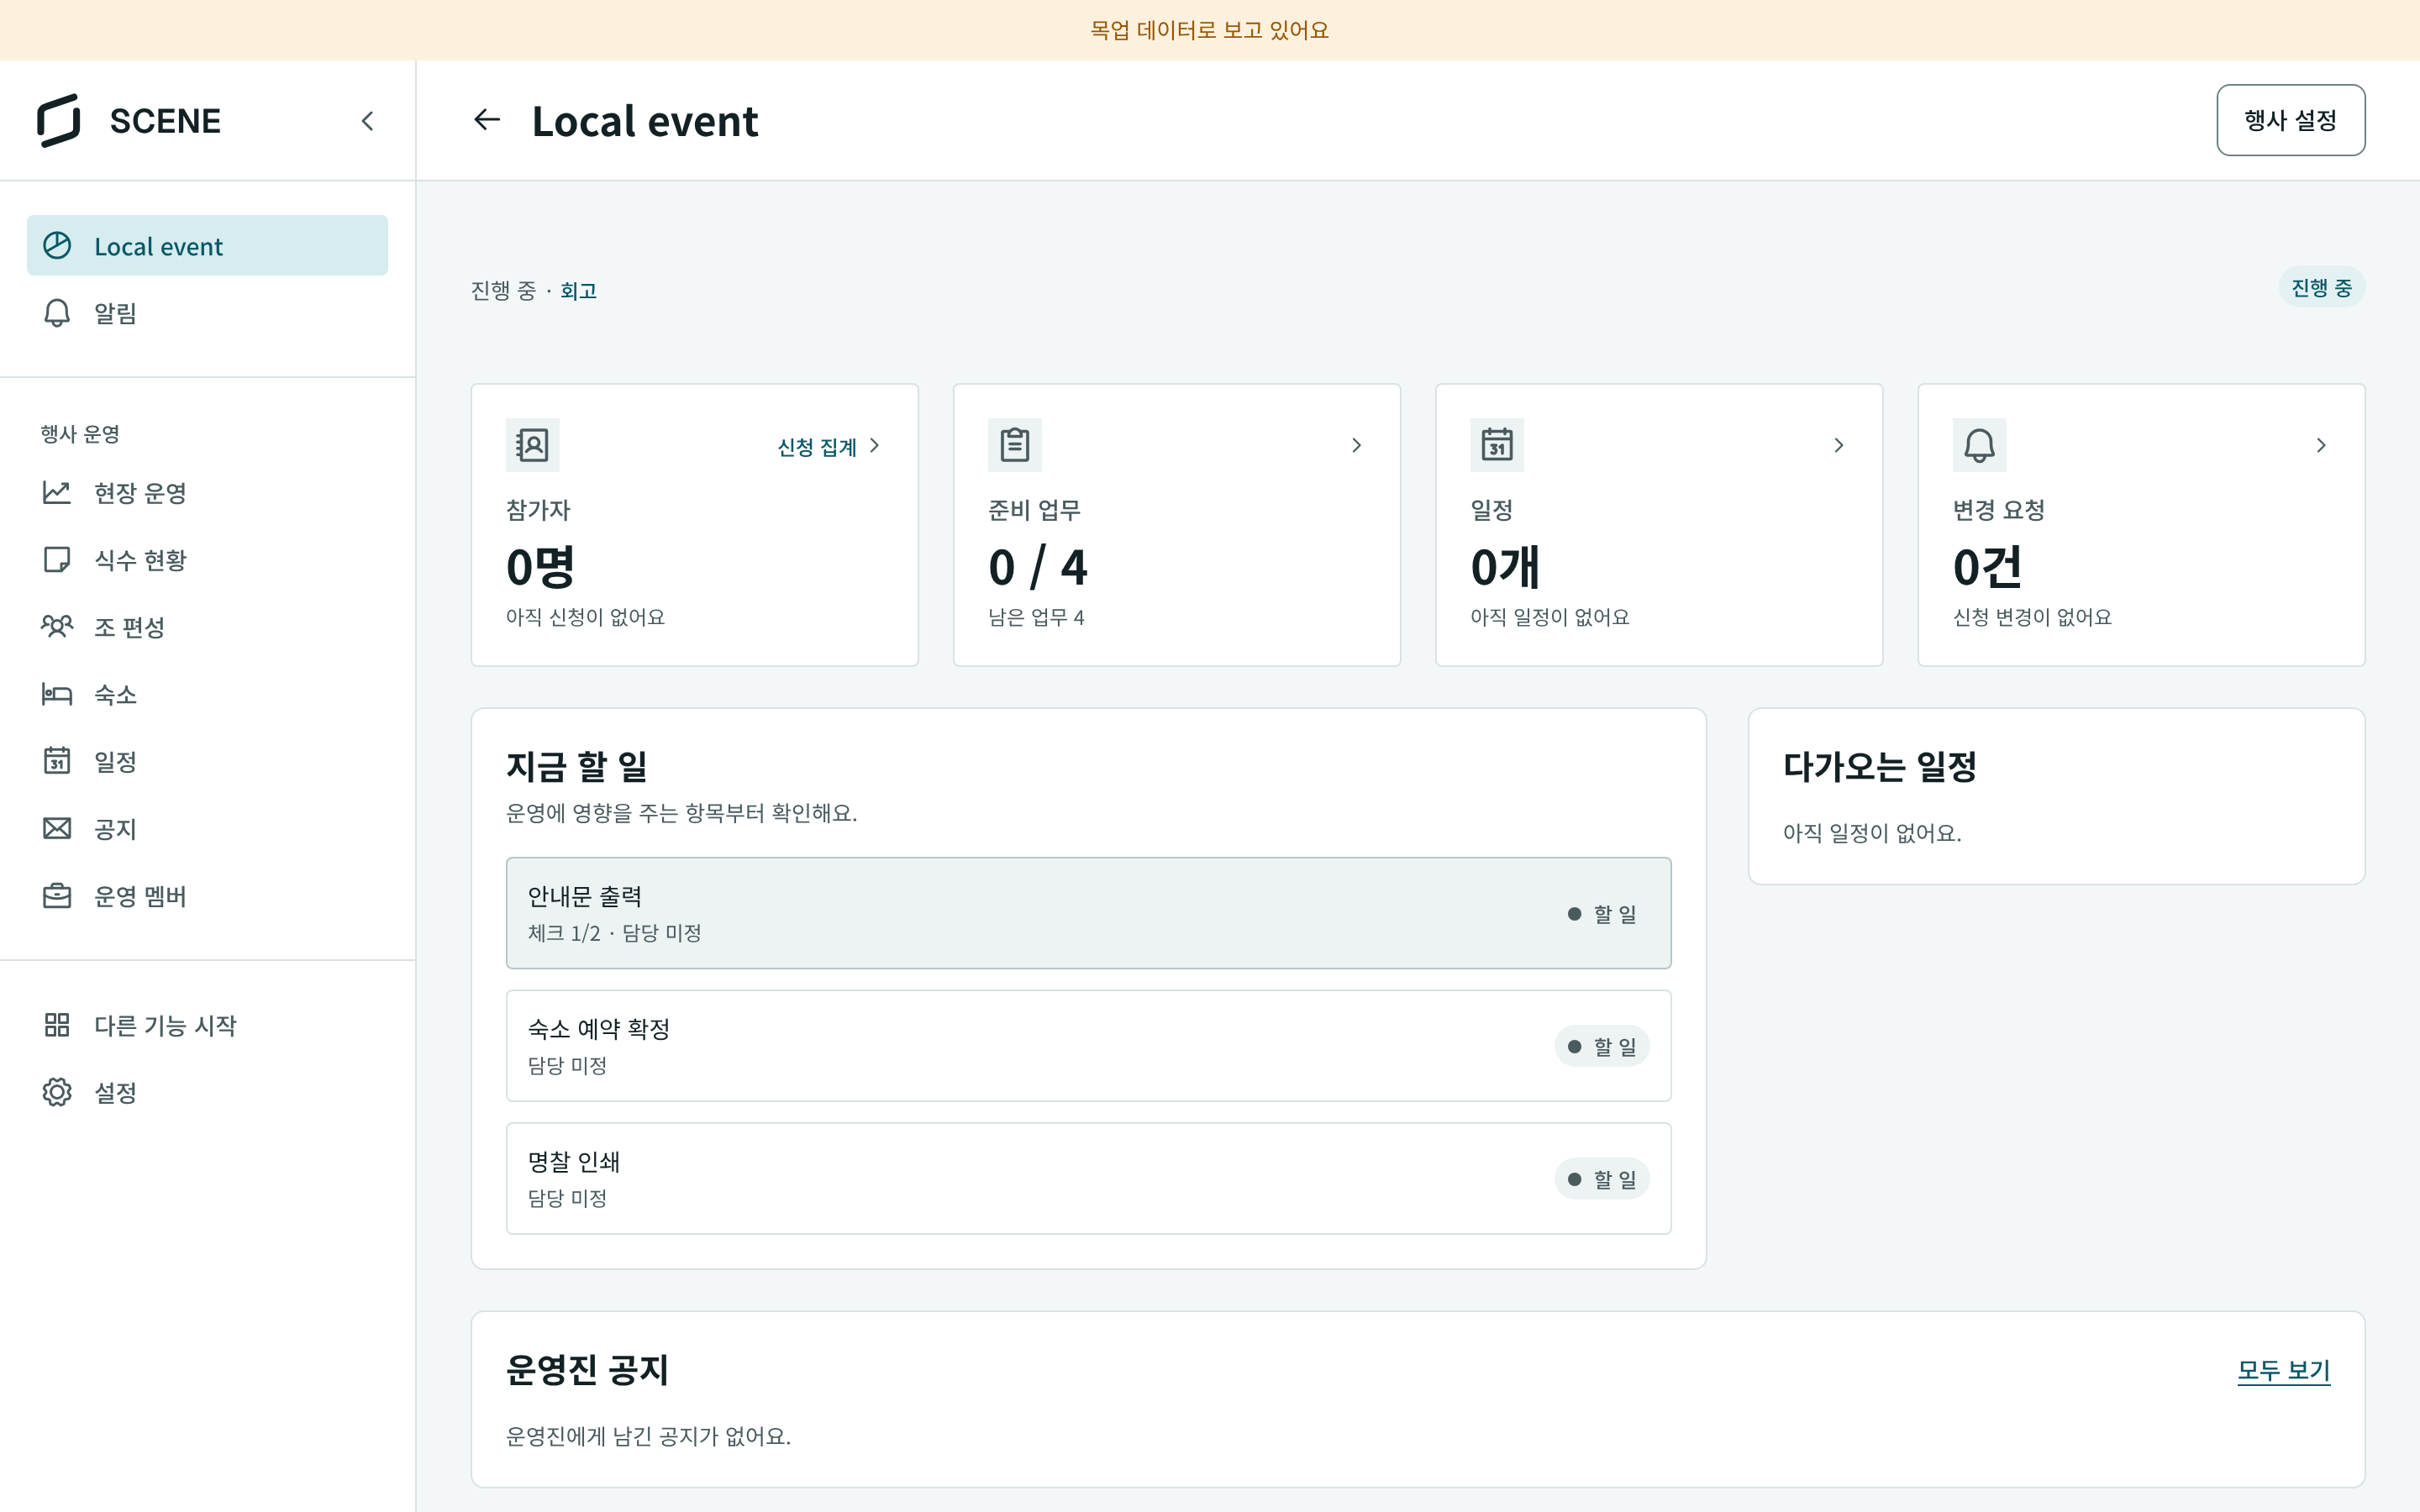 목업 데이터로 보고 있어요
SCENE
Local event
행사 설정
Local event
알림
행사 운영
현장 운영
식수 현황
조 편성
숙소
일정
공지
운영 멤버
다른 기능 시작
설정
진행 중 · 회고
진행 중
신청 집계
참가자
0명
아직 신청이 없어요
준비 업무
0 / 4
남은 업무 4
31
일정
0개
아직 일정이 없어요
변경 요청
0건
신청 변경이 없어요
지금 할 일
운영에 영향을 주는 항목부터 확인해요.
안내문 출력
체크 1/2 · 담당 미정
할 일
숙소 예약 확정
담당 미정
할 일
명찰 인쇄
담당 미정
할 일
다가오는 일정
아직 일정이 없어요.
운영진 공지
모두 보기
운영진에게 남긴 공지가 없어요.